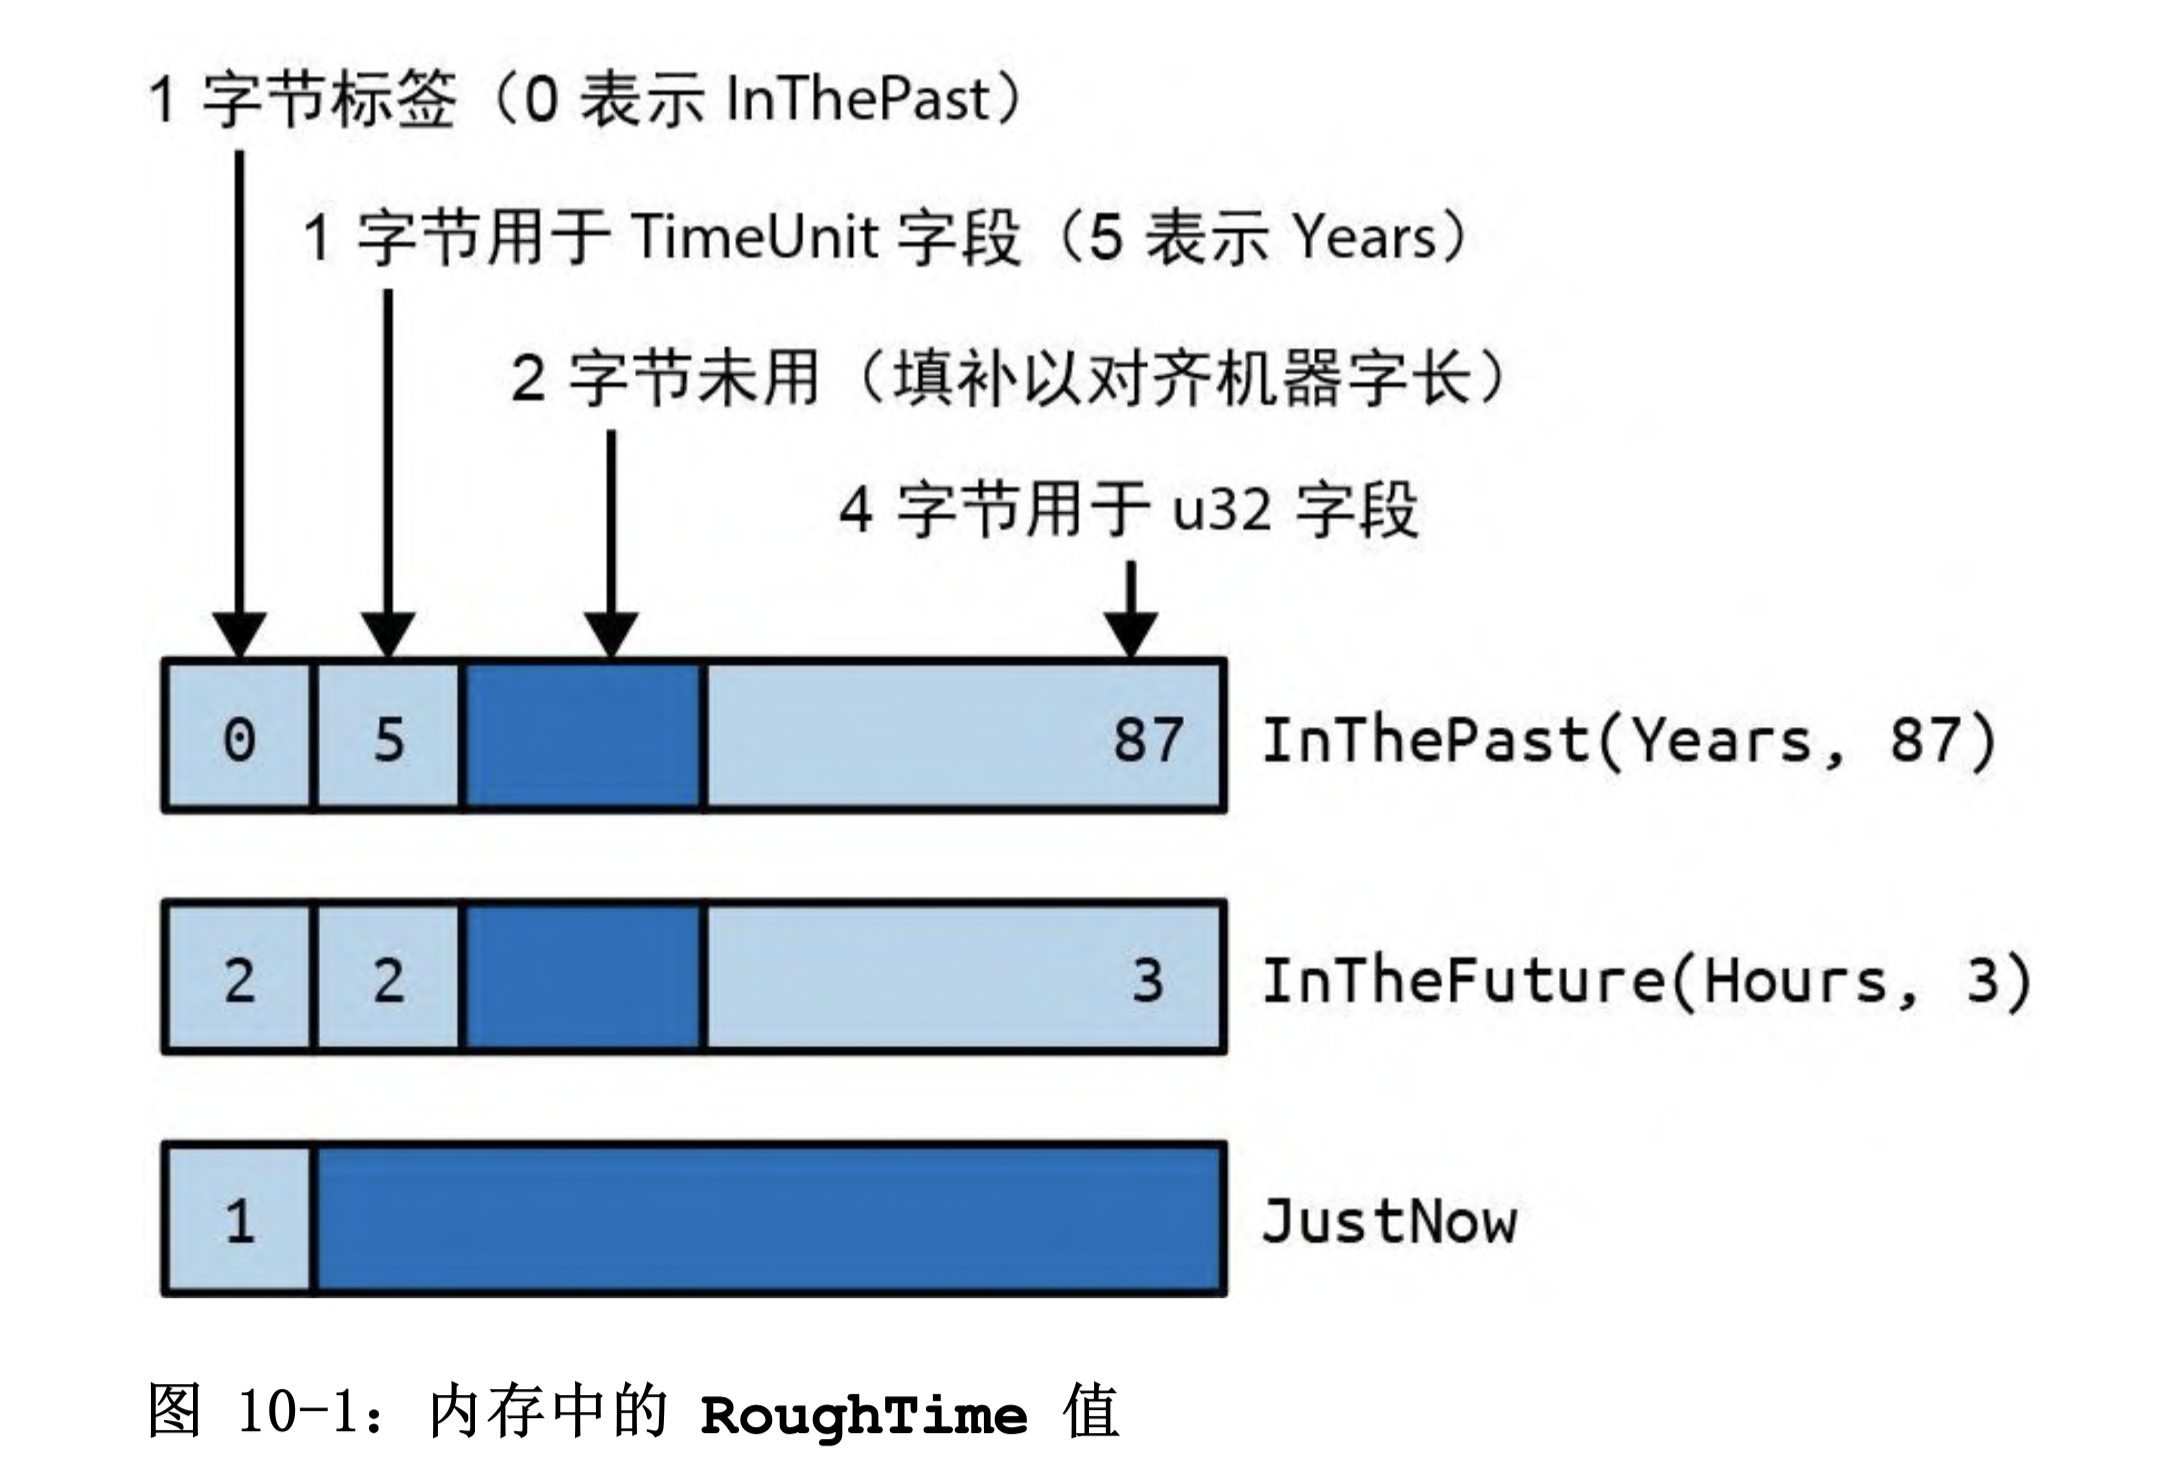 1 字节标签（0 表示 InThePast）
1 字节用于 TimeUnit 字段（5 表示 Years）
2 字节未用（填补以对齐机器字长）
4 字节用于 u32 字段
0 5 87 InThePast(Years, 87)
2 2 3 InTheFuture(Hours, 3)
1 JustNow
图 10-1：内存中的 RoughTime 值